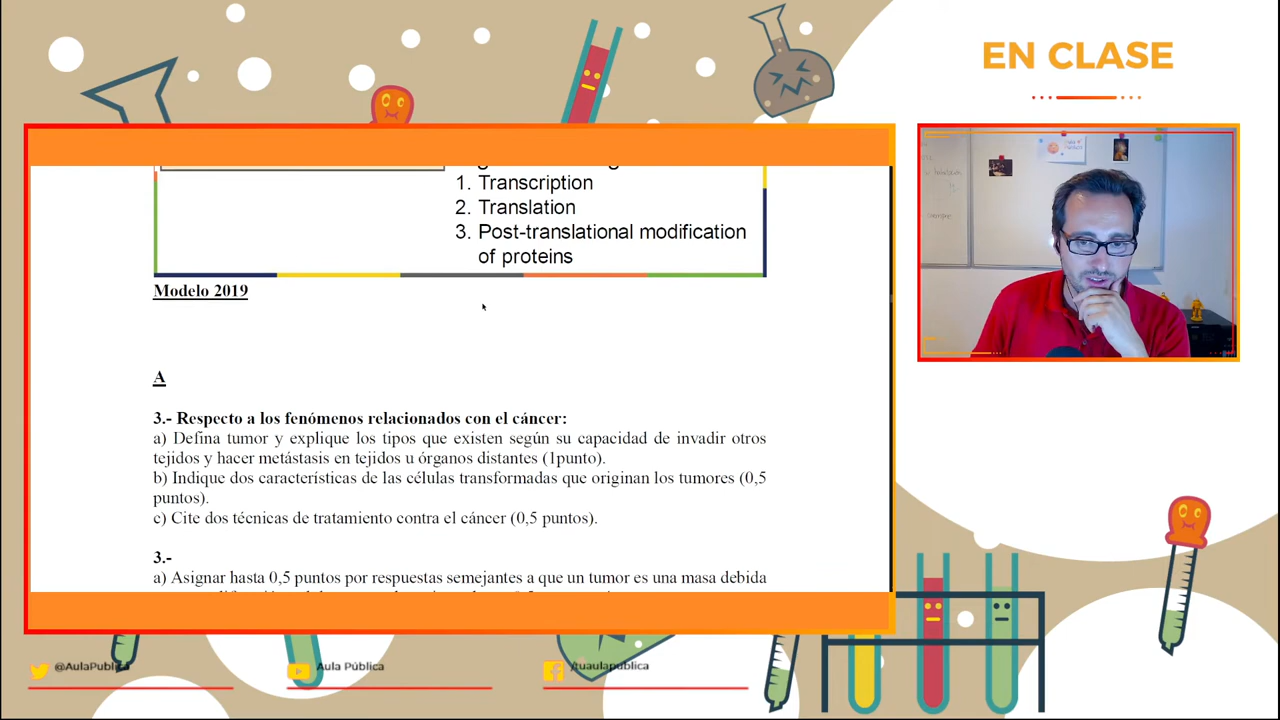 EN CLASE
1. Transcription
2. Translation
3. Post-translational modification
of proteins
Modelo 2019
A
3.- Respecto a los fenómenos relacionados con el cáncer:
a) Defina tumor y explique los tipos que existen según su capacidad de invadir otros
tejidos y hacer metástasis en tejidos u órganos distantes (1punto).
b) Indique dos características de las células transformadas que originan los tumores (0,5
puntos).
c) Cite dos técnicas de tratamiento contra el cáncer (0,5 puntos).
3.-
a) Asignar hasta 0,5 puntos por respuestas semejantes a que un tumor es una masa debida
@AulaPublica
Aula Pública
/tuaulapublica